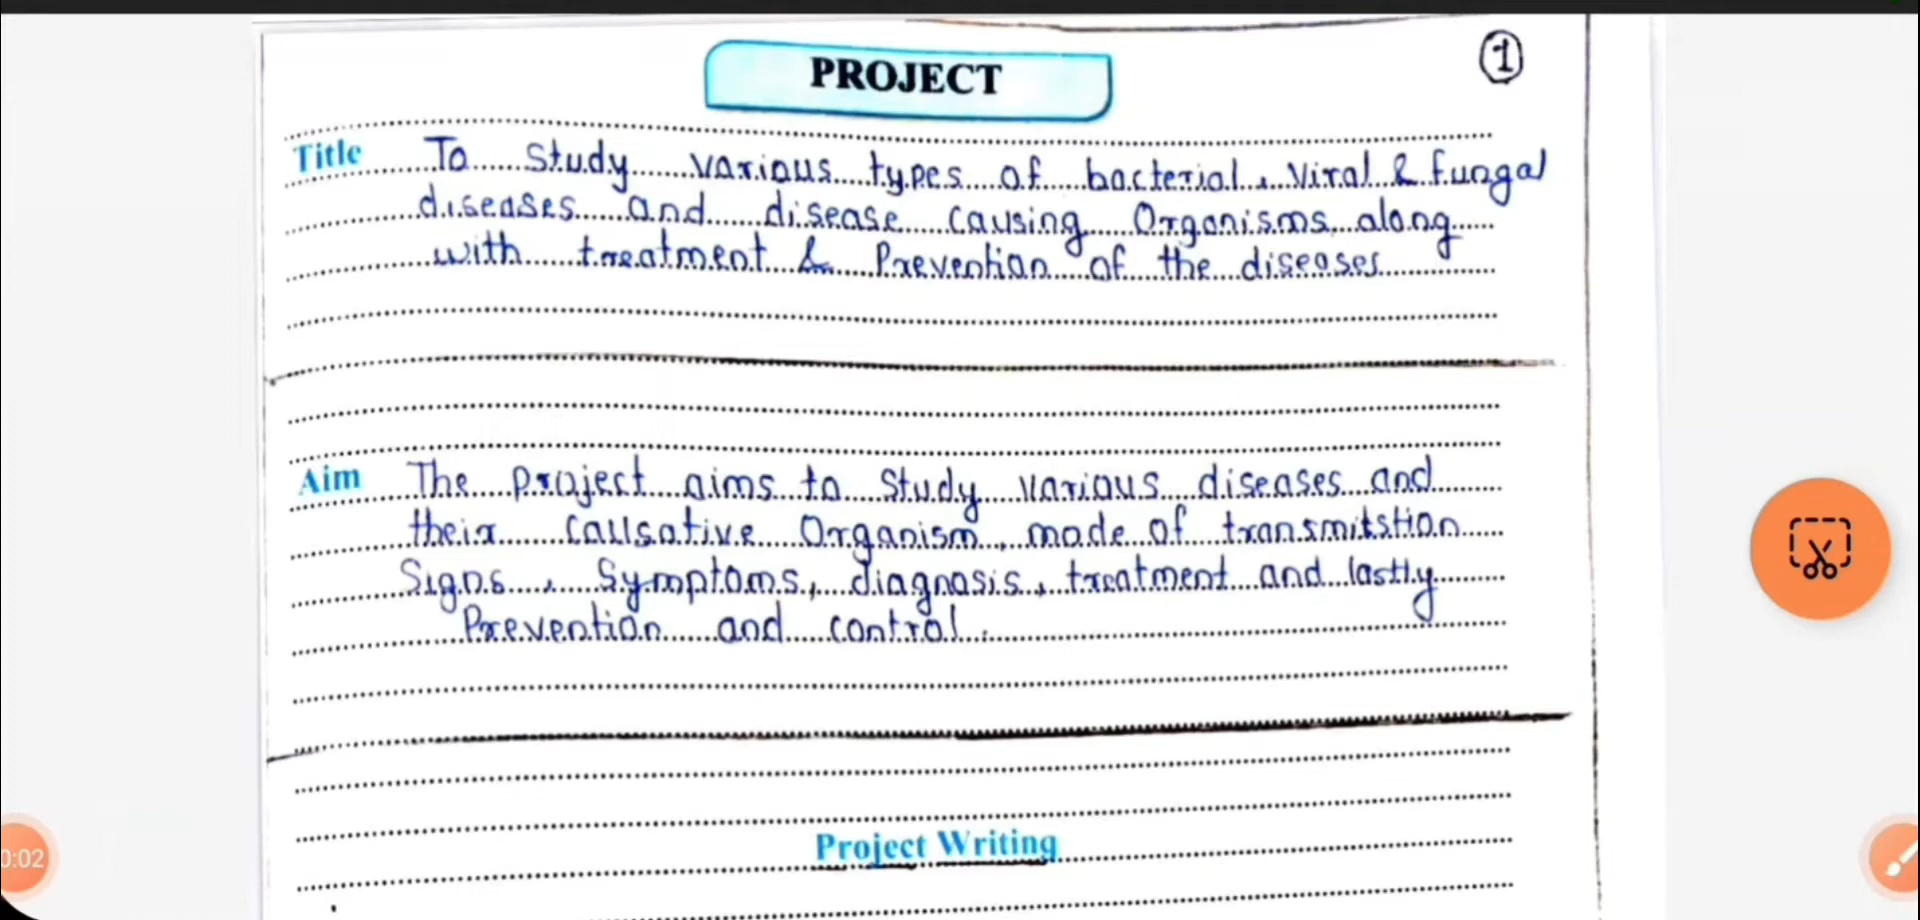 PROJECT
1
Title To Study various types of bacterial, Viral & fungal
diseases and disease causing Organisms along
with treatment & Prevention of the diseases
Aim The project aims to Study various diseases and
their Causative Organism, mode of transmitstion
Signs, Symptoms, diagnosis, treatment and lastly
Prevention and control.
Project Writing
0:02